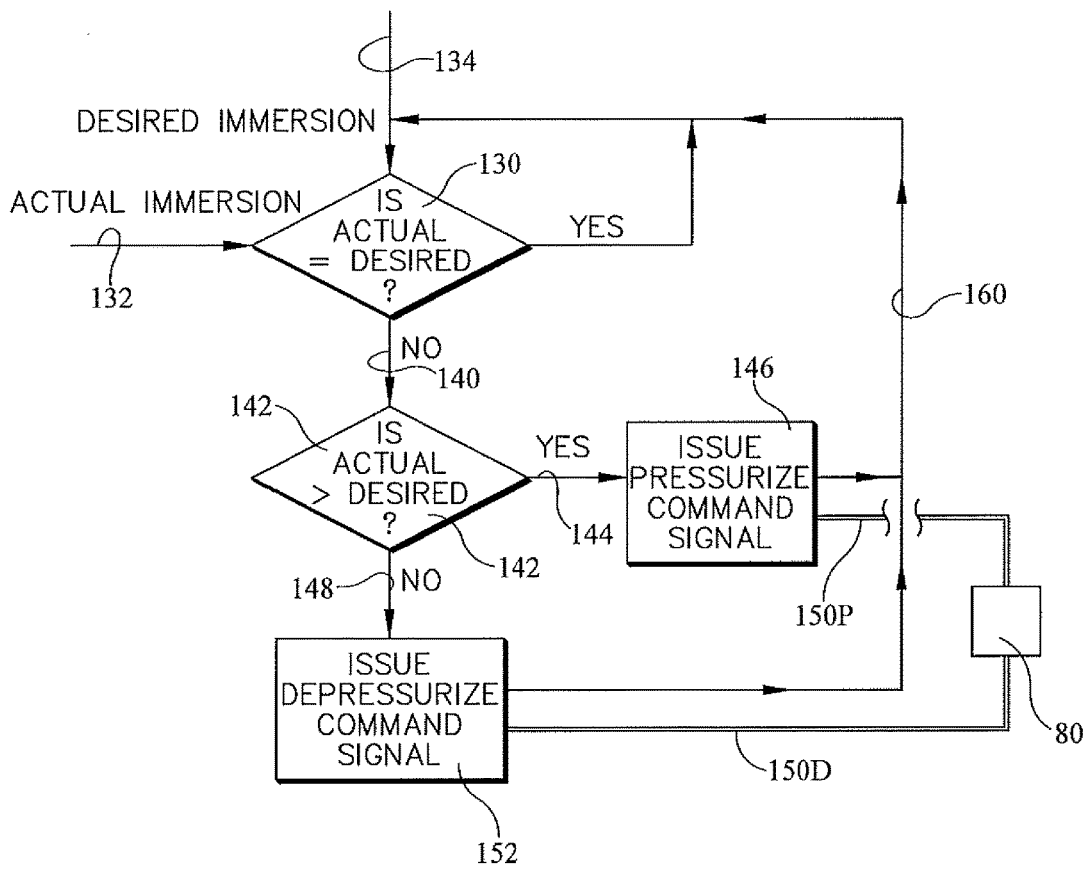 134
DESIRED IMMERSION
130
ACTUAL IMMERSION
IS
ACTUAL
= DESIRED
?
YES
132
160
NO
140
146
142
IS
ACTUAL
> DESIRED
?
YES
ISSUE
PRESSURIZE
COMMAND
SIGNAL
144
142
148
NO
150P
ISSUE
DEPRESSURIZE
COMMAND
SIGNAL
80
150D
152